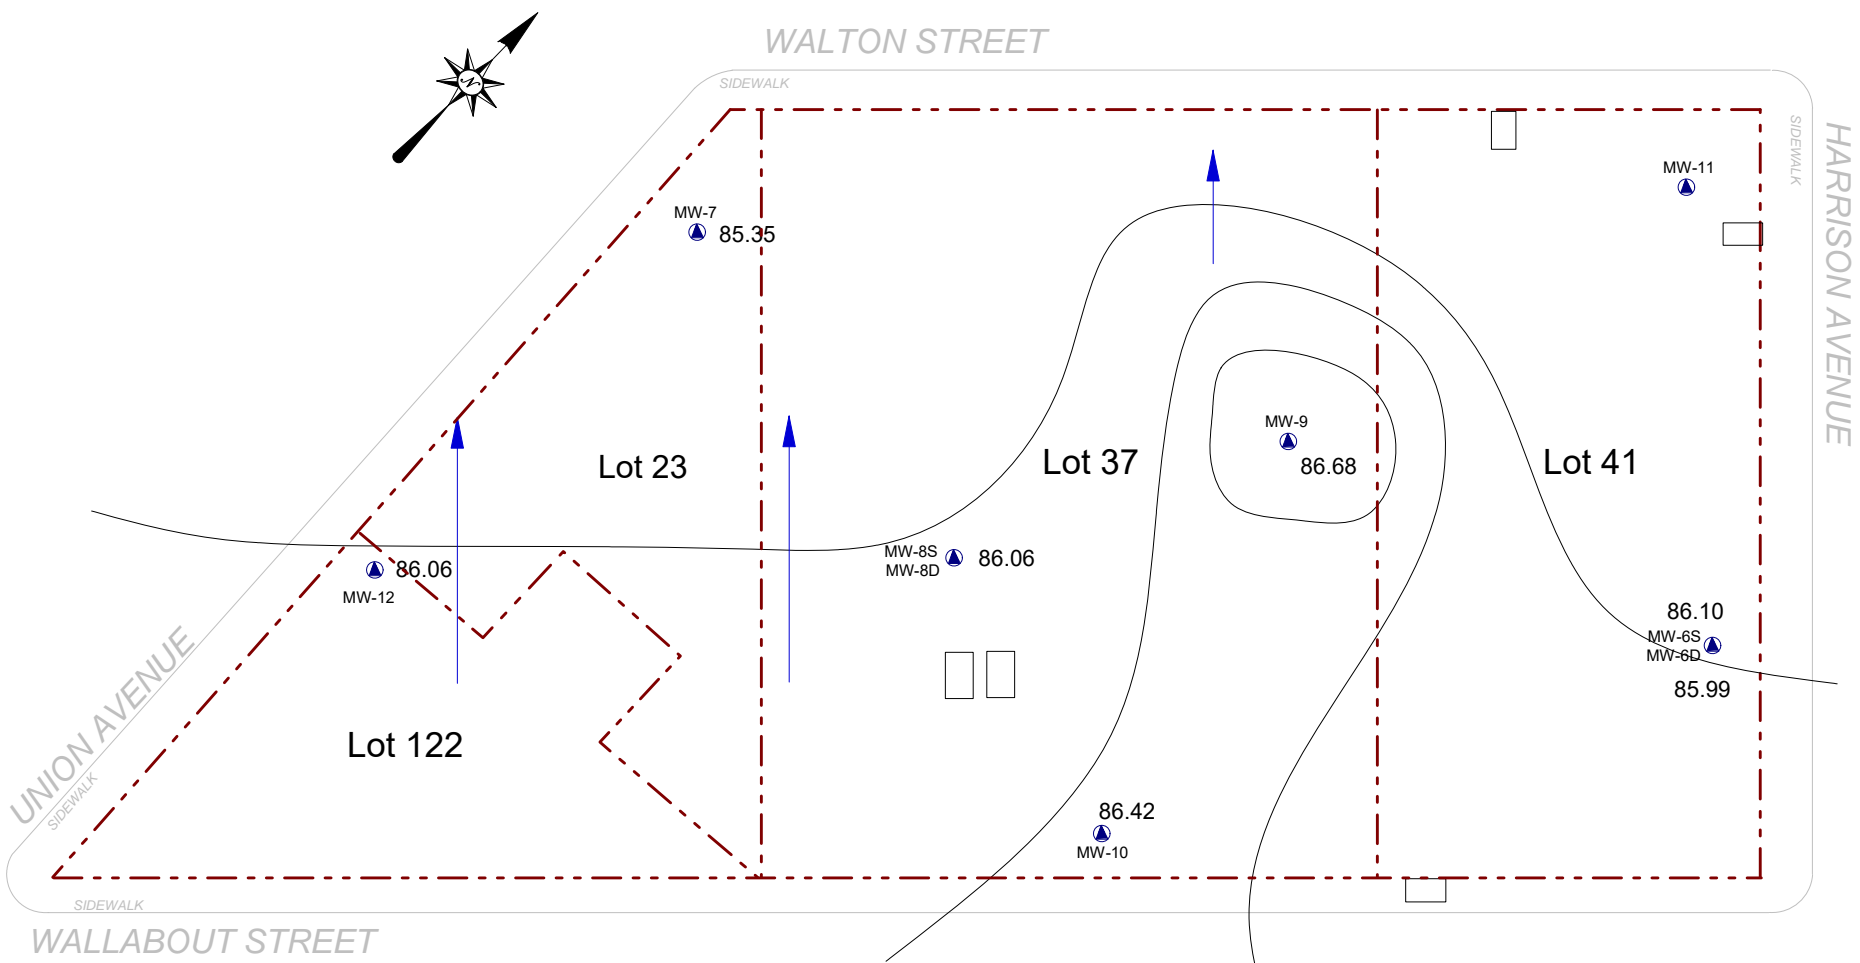 WALTON STREET
SIDEWALK
N
HARRISON AVENUE
SIDEWALK
MW-11
MW-7
85.35
MW-9
86.68
Lot 23
Lot 37
Lot 41
MW-8S
MW-8D
86.06
86.06
MW-12
86.10
MW-6S
MW-6D
85.99
UNION AVENUE
SIDEWALK
Lot 122
86.42
MW-10
SIDEWALK
WALLABOUT STREET